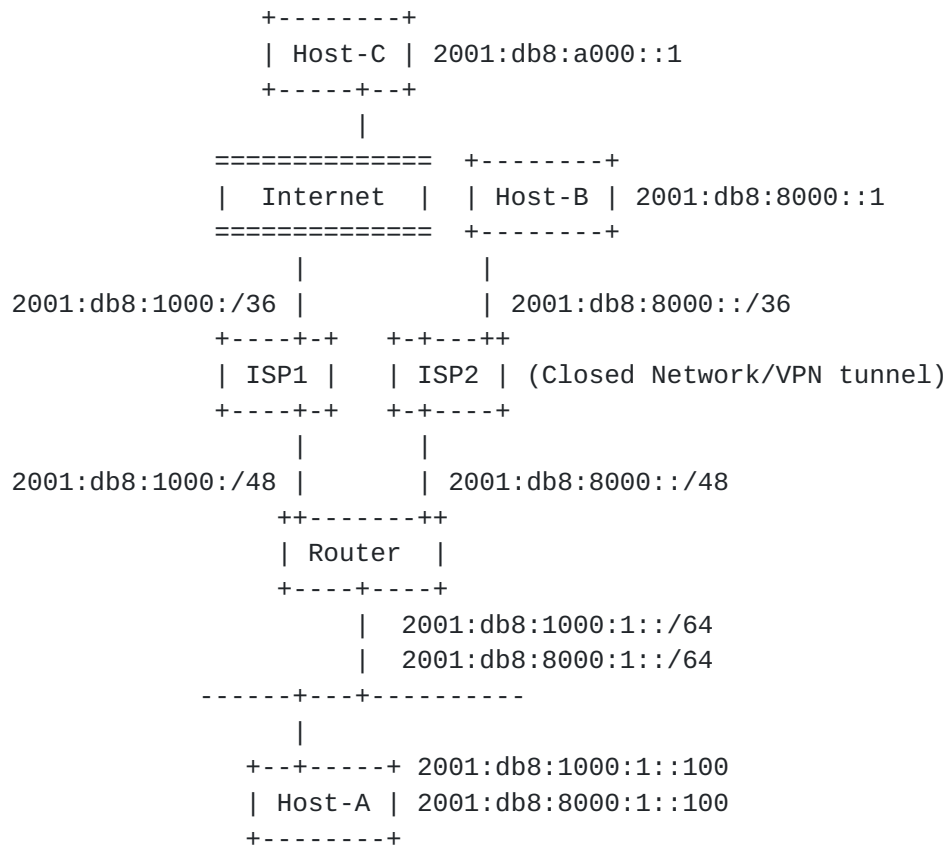 +--------+
| Host-C | 2001:db8:a000::1
+-----+--+
|
============== +--------+
| Internet | | Host-B | 2001:db8:8000::1
============== +--------+
| |
2001:db8:1000:/36 | | 2001:db8:8000::/36
+----+-+ +-+---++
| ISP1 | | ISP2 | (Closed Network/VPN tunnel)
+----+-+ +-+----+
| |
2001:db8:1000:/48 | | 2001:db8:8000::/48
++-------++
| Router |
+----+----+
| 2001:db8:1000:1::/64
| 2001:db8:8000:1::/64
------+---+----------
|
+--+-----+ 2001:db8:1000:1::100
| Host-A | 2001:db8:8000:1::100
+--------+